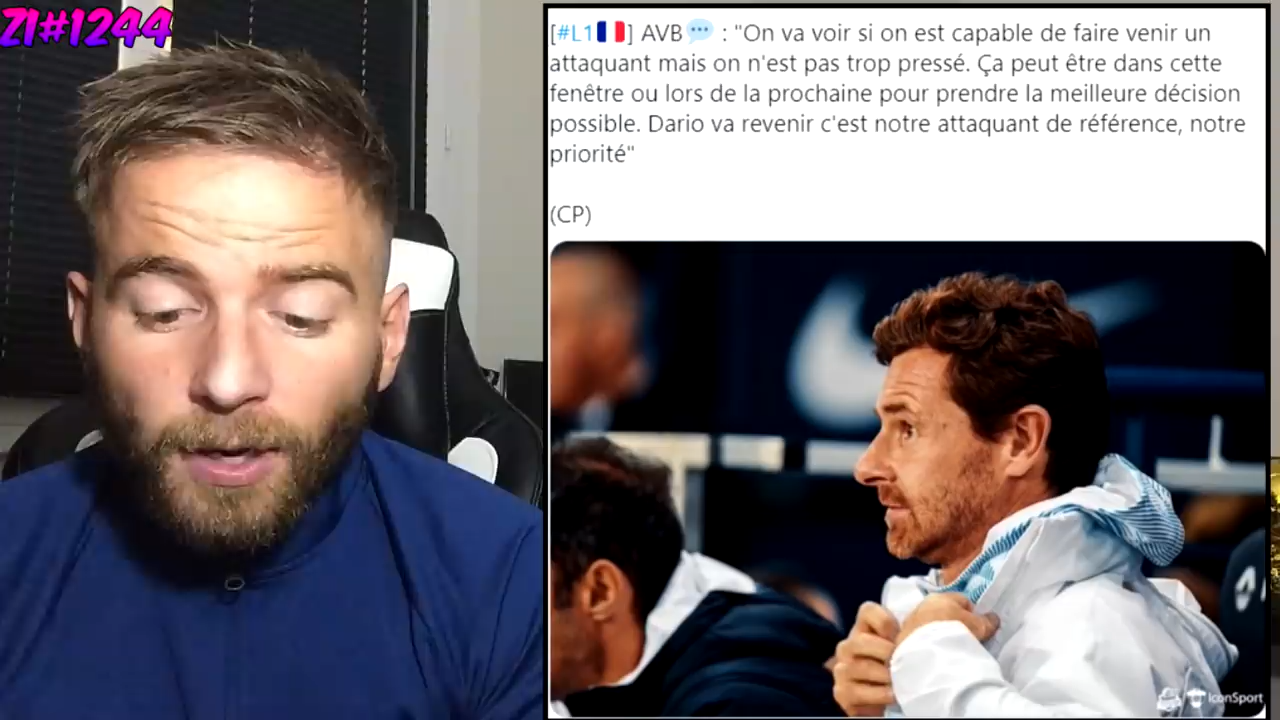 Z1#1244
[#L1🇫🇷] AVB💬 : "On va voir si on est capable de faire venir un
attaquant mais on n'est pas trop pressé. Ça peut être dans cette
fenêtre ou lors de la prochaine pour prendre la meilleure décision
possible. Dario va revenir c'est notre attaquant de référence, notre
priorité"
(CP)
IconSport